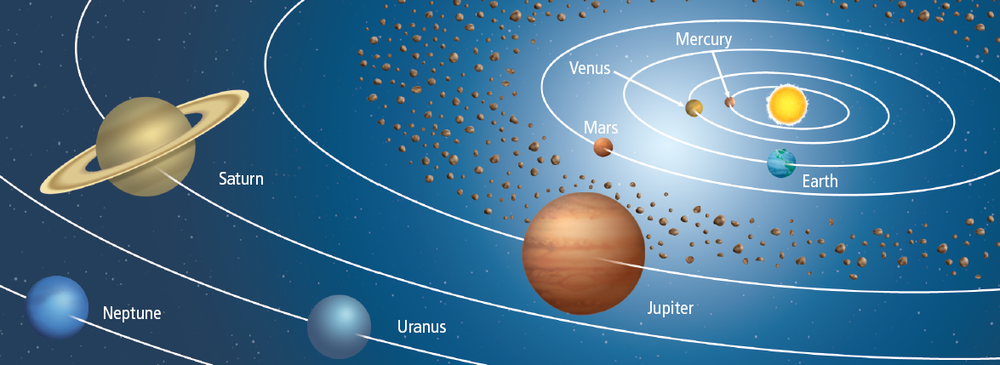 Mercury
Venus
Mars
Earth
Saturn
Jupiter
Neptune
Uranus